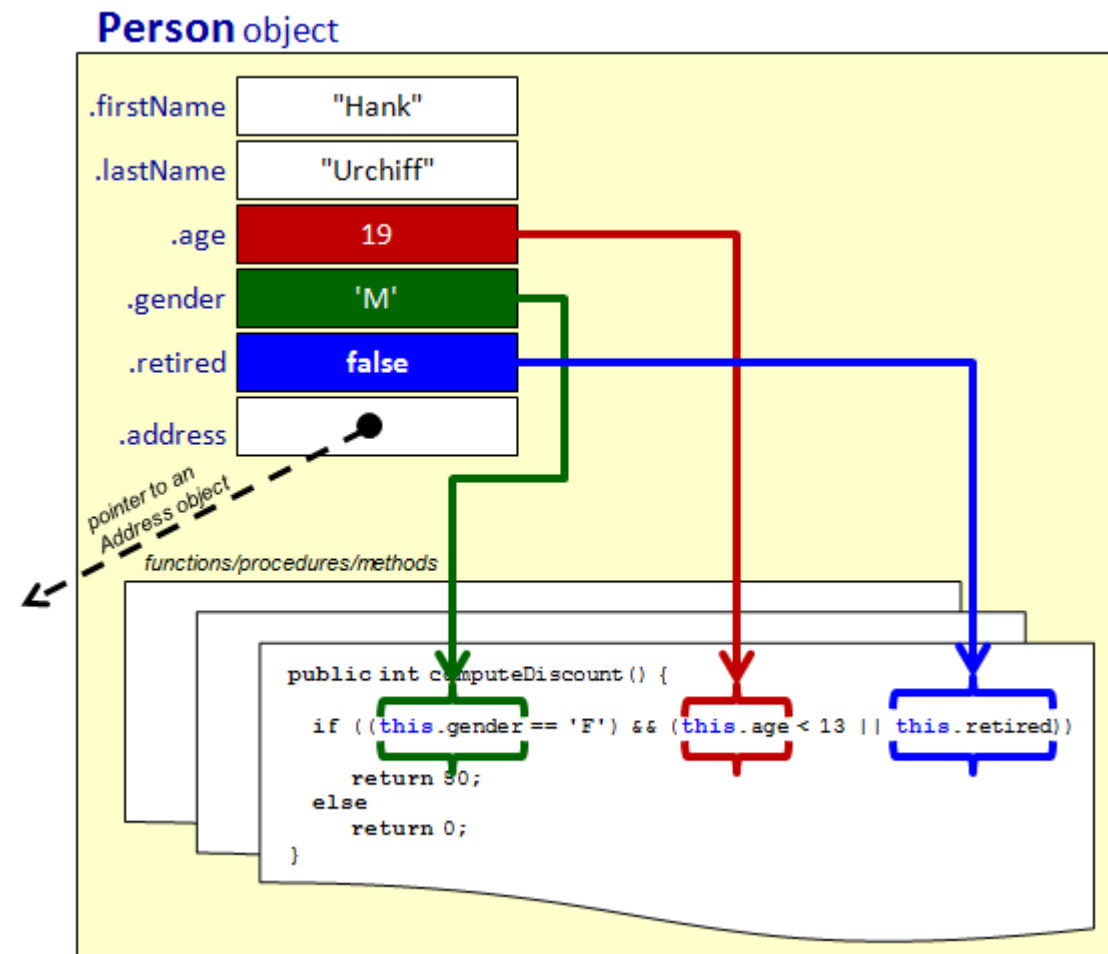 Person object
.firstName "Hank"
.lastName "Urchiff"
.age 19
.gender 'M'
.retired false
.address
pointer to an
Address object
functions/procedures/methods
public int computeDiscount() {
if ((this.gender == 'F') && (this.age < 13 || this.retired))
return 50;
else
return 0;
}